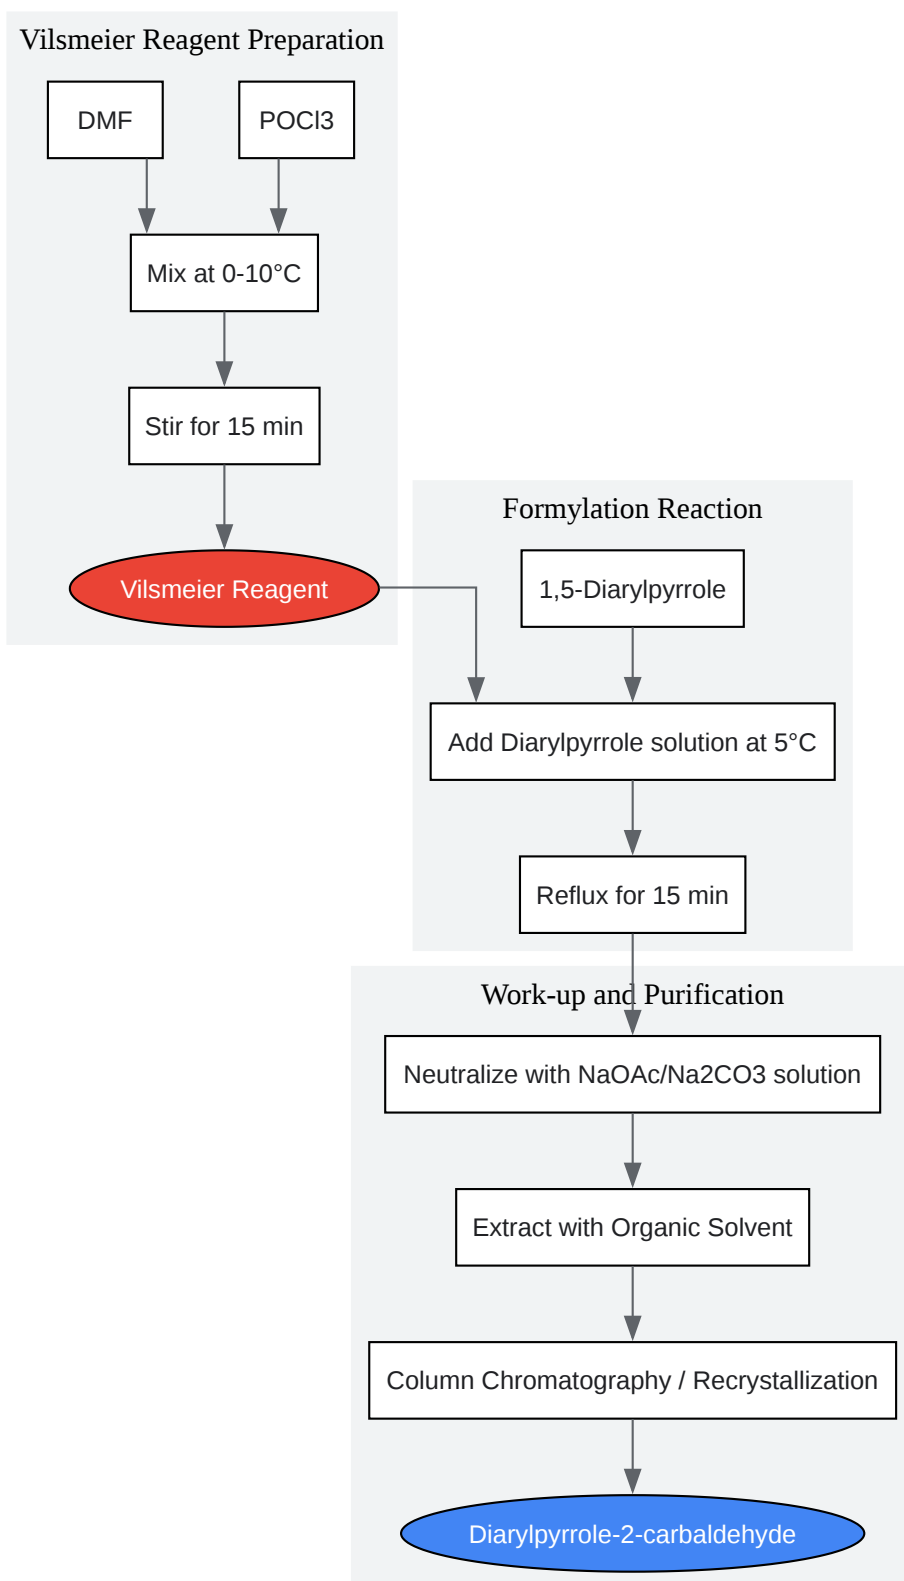 Vilsmeier Reagent Preparation
DMF
POCl3
Mix at 0-10°C
Stir for 15 min
Vilsmeier Reagent
Formylation Reaction
1,5-Diarylpyrrole
Add Diarylpyrrole solution at 5°C
Reflux for 15 min
Work-up and Purification
Neutralize with NaOAc/Na2CO3 solution
Extract with Organic Solvent
Column Chromatography / Recrystallization
Diarylpyrrole-2-carbaldehyde